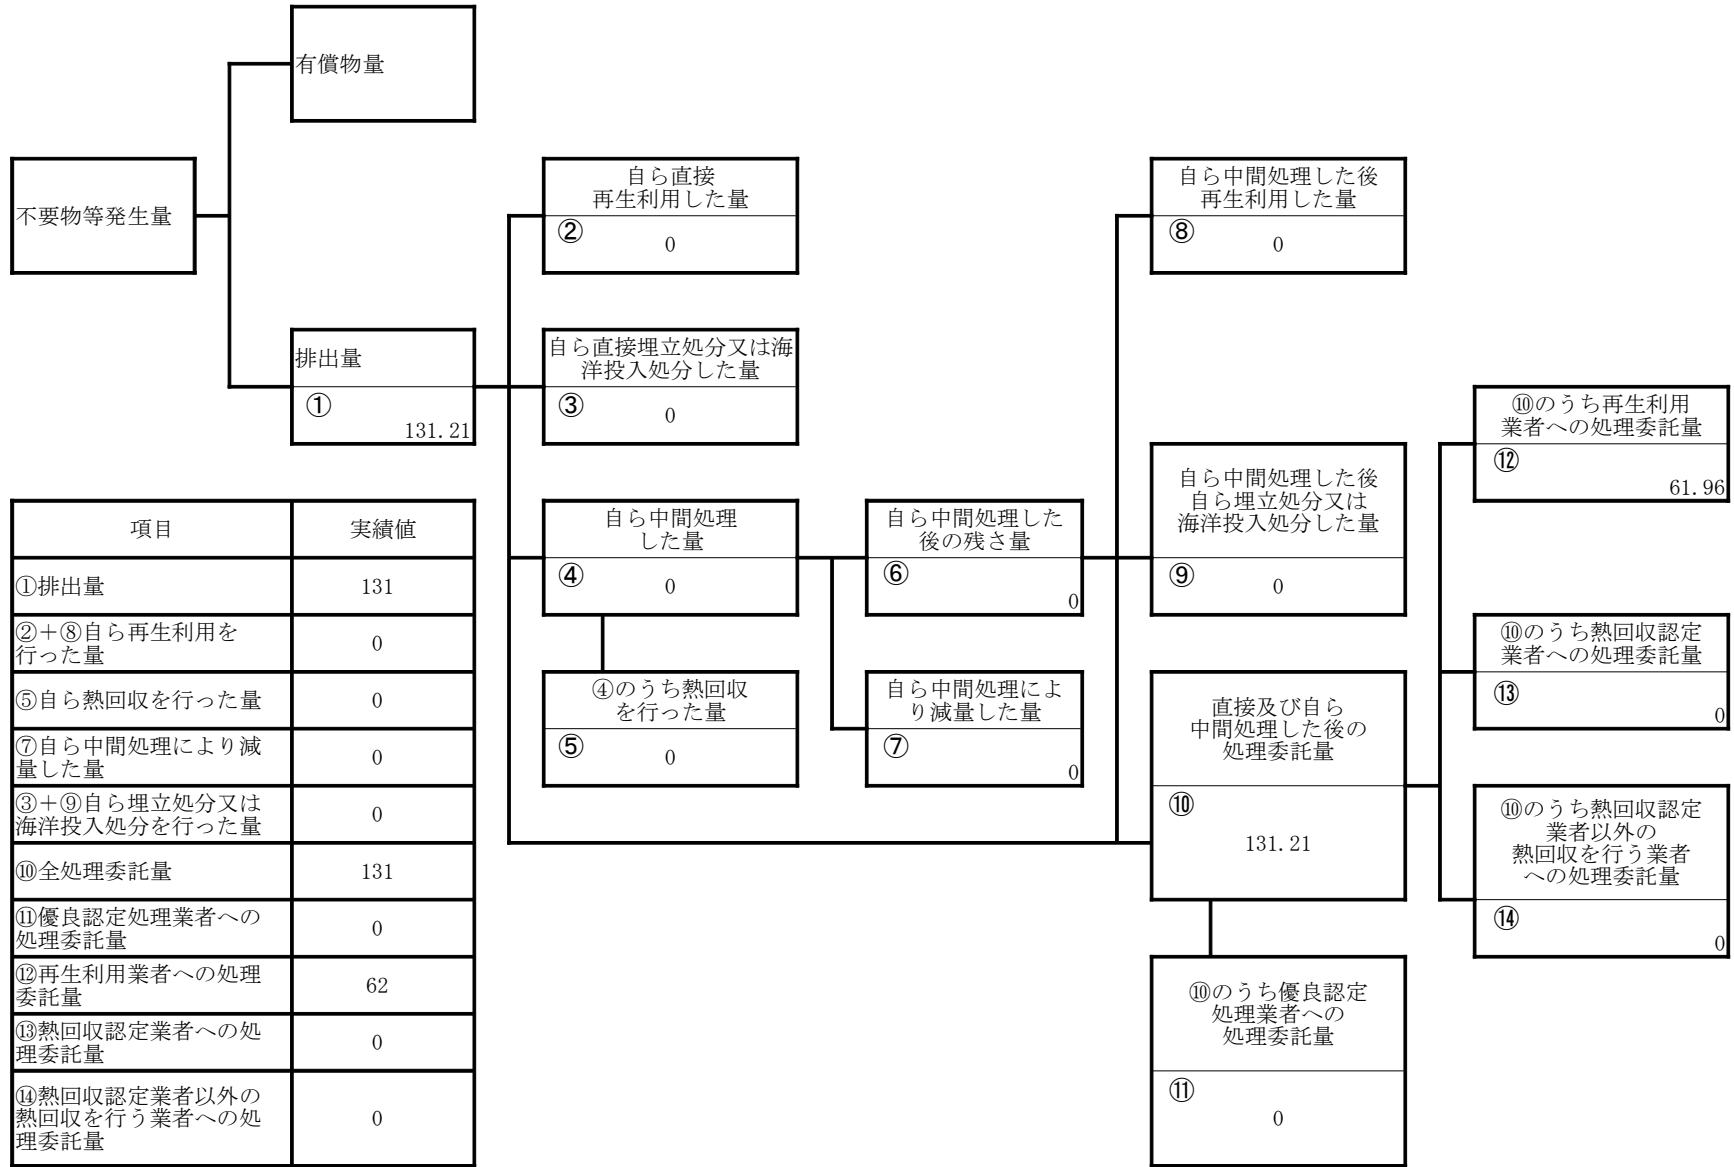 有償物量
不要物等発生量
自ら直接
再生利用した量
②
0
自ら中間処理した後
再生利用した量
⑧
0
排出量
①
131.21
自ら直接埋立処分又は海
洋投入処分した量
③
0
⑩のうち再生利用
業者への処理委託量
⑫
61.96
自ら中間処理
した量
④
0
自ら中間処理した
後の残さ量
⑥
0
自ら中間処理した後
自ら埋立処分又は
海洋投入処分した量
⑨
0
⑩のうち熱回収認定
業者への処理委託量
⑬
0
④のうち熱回収
を行った量
⑤
0
自ら中間処理によ
り減量した量
⑦
0
直接及び自ら
中間処理した後の
処理委託量
⑩
131.21
⑩のうち熱回収認定
業者以外の
熱回収を行う業者
への処理委託量
⑭
0
⑩のうち優良認定
処理業者への
処理委託量
⑪
0
項目 実績値
①排出量 131
②＋⑧自ら再生利用を
行った量 0
⑤自ら熱回収を行った量 0
⑦自ら中間処理により減
量した量 0
③＋⑨自ら埋立処分又は
海洋投入処分を行った量 0
⑩全処理委託量 131
⑪優良認定処理業者への
処理委託量 0
⑫再生利用業者への処理
委託量 62
⑬熱回収認定業者への処
理委託量 0
⑭熱回収認定業者以外の
熱回収を行う業者への処
理委託量 0